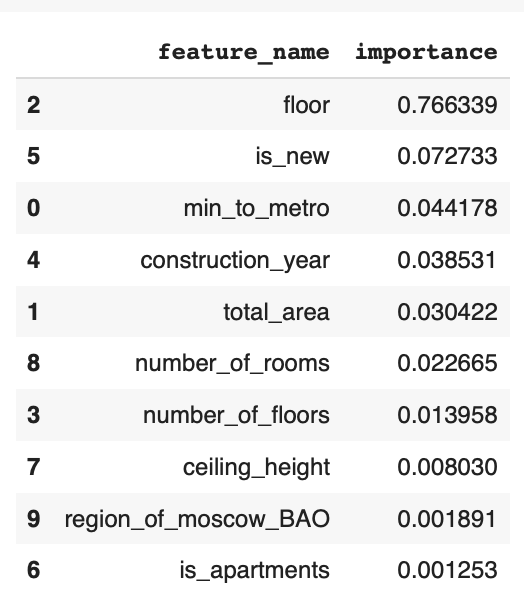 feature_name importance
2 floor 0.766339
5 is_new 0.072733
0 min_to_metro 0.044178
4 construction_year 0.038531
1 total_area 0.030422
8 number_of_rooms 0.022665
3 number_of_floors 0.013958
7 ceiling_height 0.008030
9 region_of_moscow_BAO 0.001891
6 is_apartments 0.001253